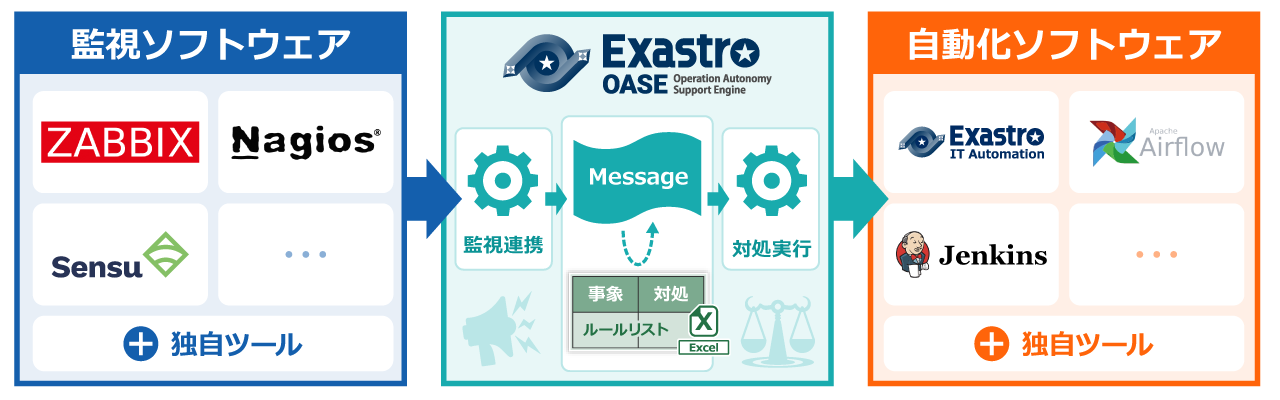 監視ソフトウェア
ZABBIX
Nagios®
Sensu
...
独自ツール
Exastro
OASE Operation Autonomy
Support Engine
監視連携
Message
対処実行
事象 対処
ルールリスト
X
Excel
自動化ソフトウェア
Exastro
IT Automation
Apache
Airflow
Jenkins
...
独自ツール